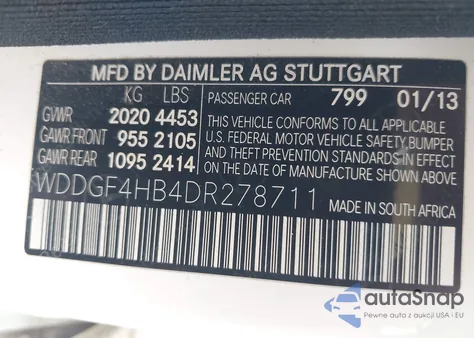 MFD BY DAIMLER AG STUTTGART
KG LBS
GVWR 2020 4453
GAWR FRONT 955 2105
GAWR REAR 1095 2414
PASSENGER CAR 799 01/13
THIS VEHICLE CONFORMS TO ALL APPLICABLE
U.S. FEDERAL MOTOR VEHICLE SAFETY, BUMPER
AND THEFT PREVENTION STANDARDS IN EFFECT
ON THE DATE OF MANUFACTURE SHOWN ABOVE
WDDGF4HB4DR278711
MADE IN SOUTH AFRICA
autoSnap
Pewne auta z aukcji USA i EU